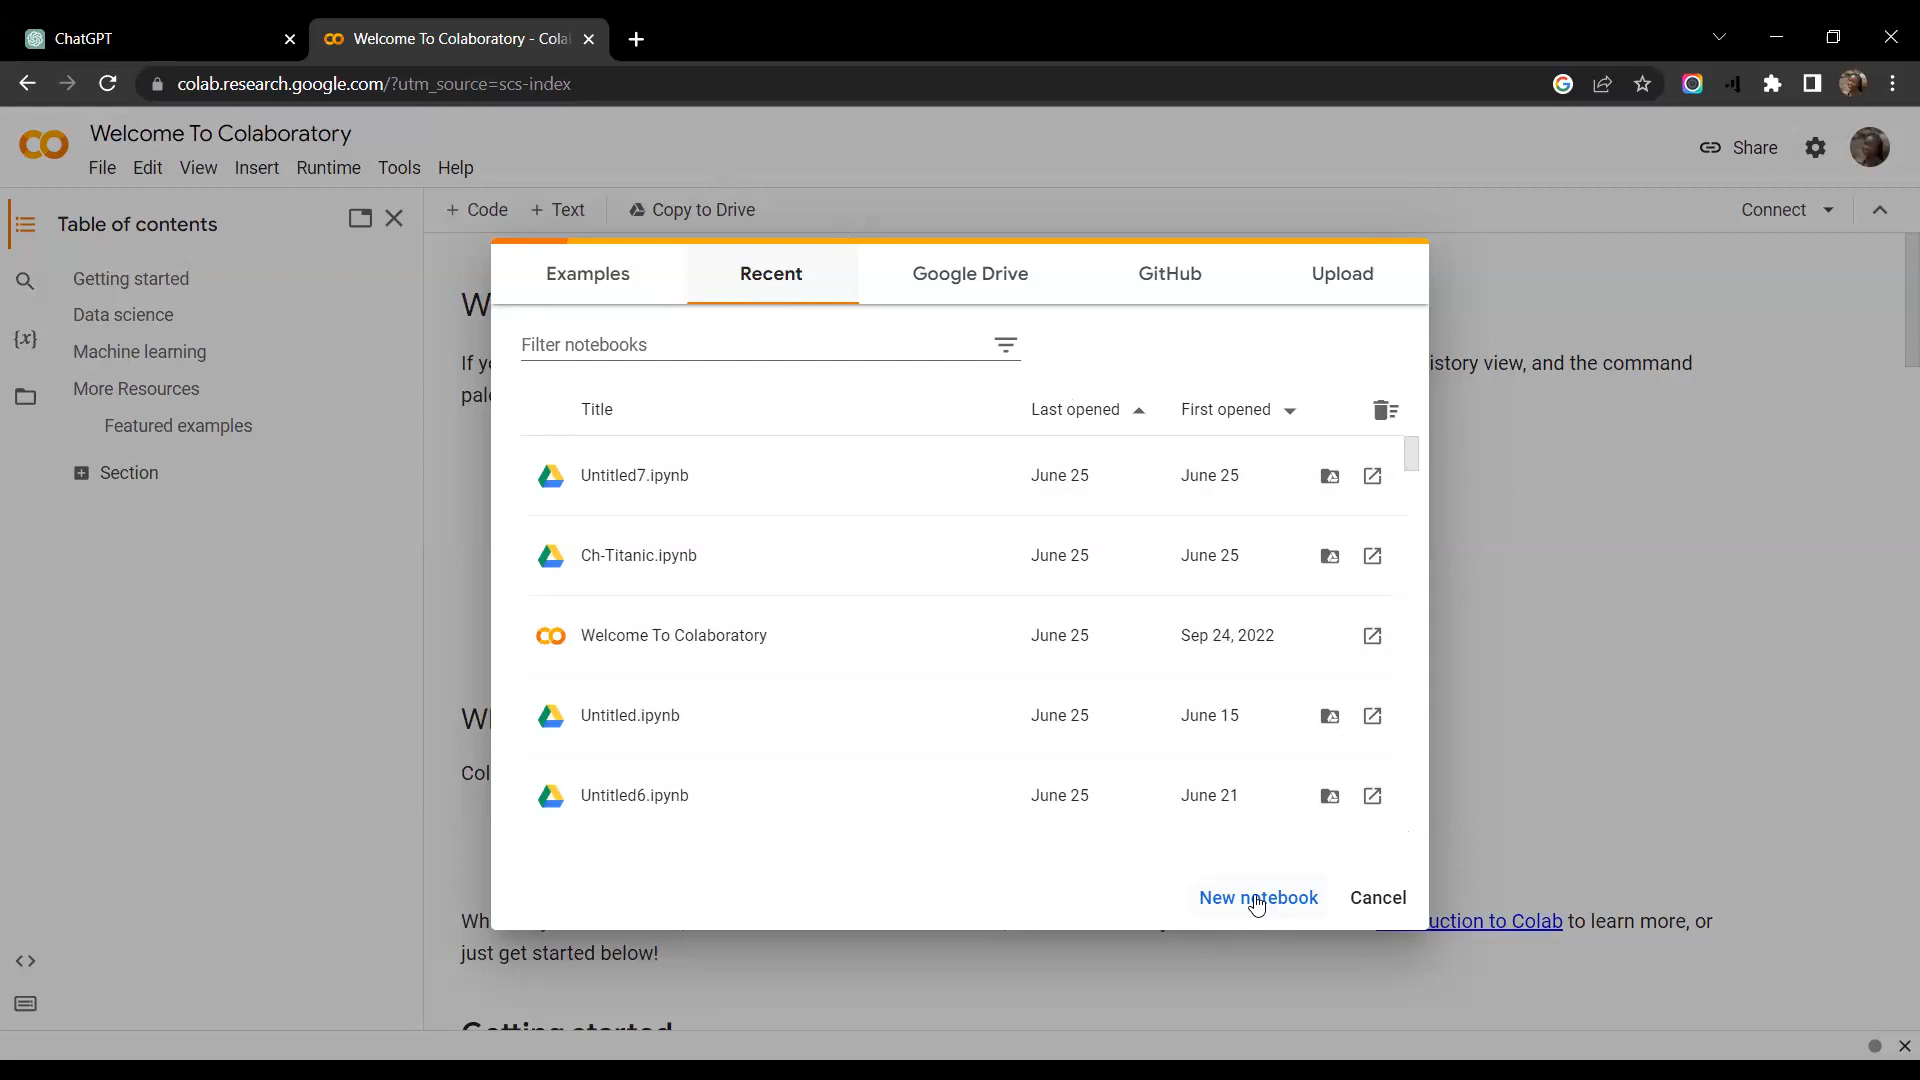 ChatGPT
Welcome To Colaboratory - Cola
colab.research.google.com/?utm_source=scs-index
Welcome To Colaboratory
File Edit View Insert Runtime Tools Help
Share
Table of contents
+ Code + Text Copy to Drive
Connect
Getting started
Data science
Machine learning
More Resources
Featured examples
Section
Examples Recent Google Drive GitHub Upload
Filter notebooks
Title Last opened First opened
Untitled7.ipynb June 25 June 25
Ch-Titanic.ipynb June 25 June 25
Welcome To Colaboratory June 25 Sep 24, 2022
Untitled.ipynb June 25 June 15
Untitled6.ipynb June 25 June 21
New notebook Cancel
If istory view, and the command
Col
Wh uction to Colab to learn more, or
just get started below!
Getting started
{x}